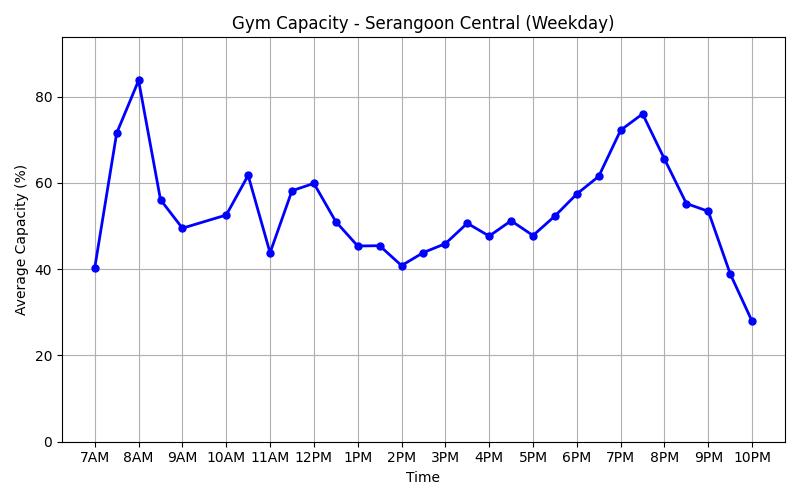 Gym Capacity - Serangoon Central (Weekday)
80
60
40
20
0
Average Capacity (%)
7AM 8AM 9AM 10AM 11AM 12PM 1PM 2PM 3PM 4PM 5PM 6PM 7PM 8PM 9PM 10PM
Time